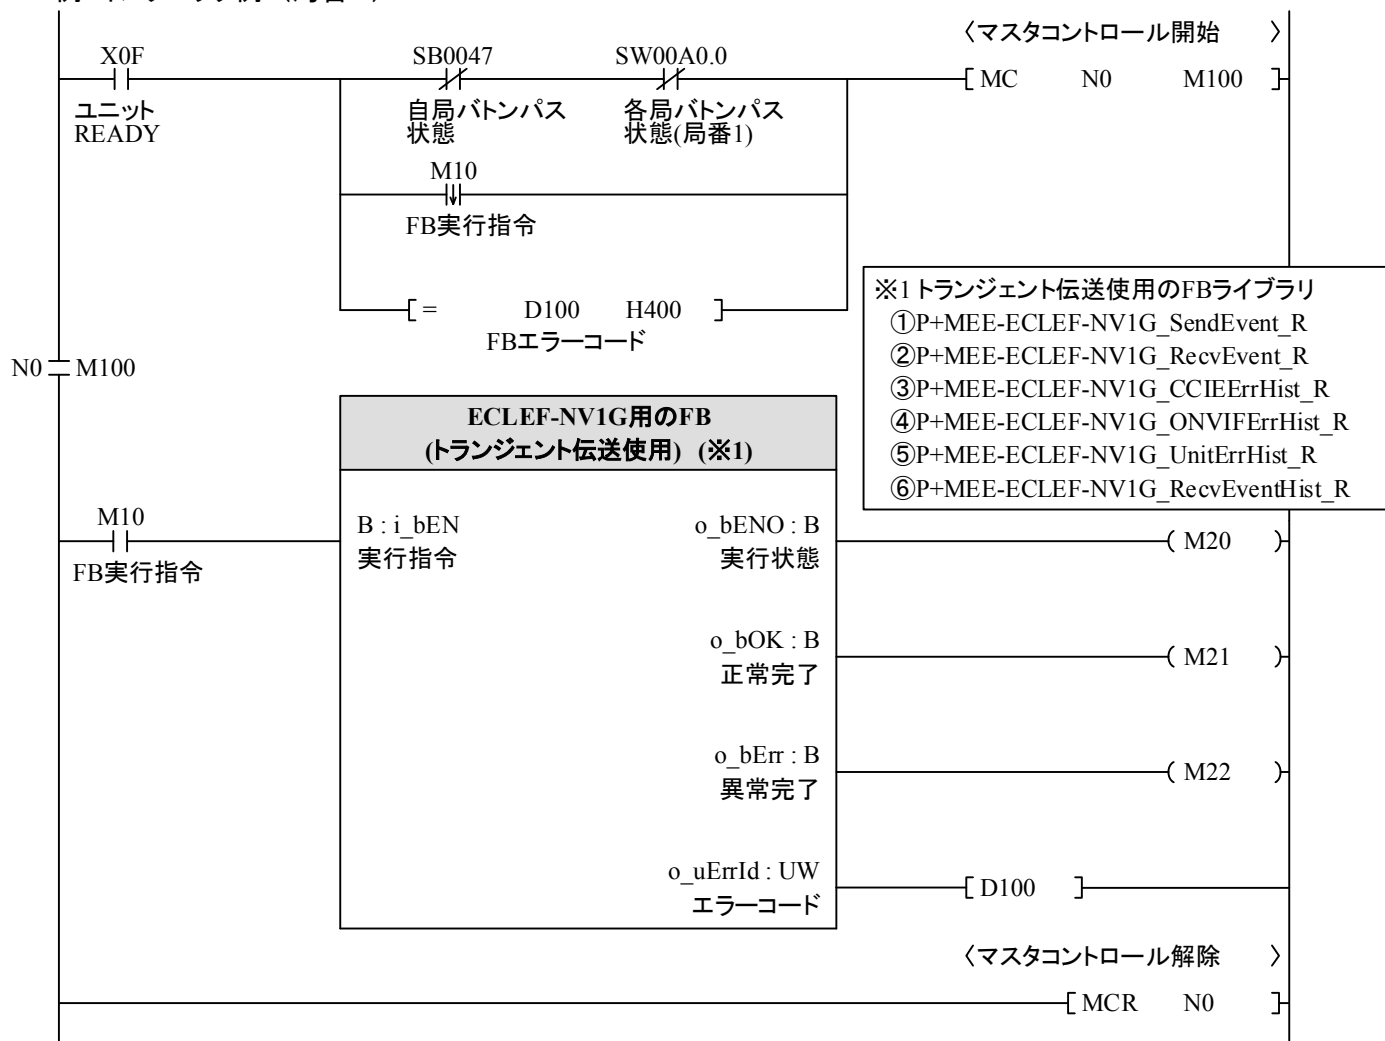 〈マスタコントロール開始 〉
X0F
SB0047
SW00A0.0
[ MC N0 M100 ]
ユニット
READY
自局バトンパス
状態
各局バトンパス
状態(局番1)
M10
FB実行指令
[ = D100 H400 ]
FBエラーコード
※1 トランジェント伝送使用のFBライブラリ
①P+MEE-ECLEF-NV1G_SendEvent_R
②P+MEE-ECLEF-NV1G_RecvEvent_R
③P+MEE-ECLEF-NV1G_CCIEErrHist_R
④P+MEE-ECLEF-NV1G_ONVIFErrHist_R
⑤P+MEE-ECLEF-NV1G_UnitErrHist_R
⑥P+MEE-ECLEF-NV1G_RecvEventHist_R
N0 M100
ECLEF-NV1G用のFB
(トランジェント伝送使用) (※1)
M10
FB実行指令
B : i_bEN
実行指令
o_bENO : B
実行状態
( M20 )
o_bOK : B
正常完了
( M21 )
o_bErr : B
異常完了
( M22 )
o_uErrId : UW
エラーコード
[ D100 ]
〈マスタコントロール解除 〉
[ MCR N0 ]